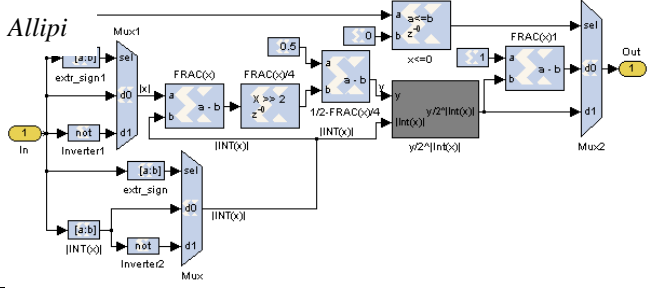 Allipi
Mux1
[a:b]
extr_sign1
sel
d0
d1
|x|
1
In
not
Inverter1
FRAC(x)
a
b
a - b
FRAC(x)/4
X >> 2
z^-0
0.5
a
b
a - b
1/2-FRAC(x)/4
0
a
b
a<=b
z^-0
x<=0
y
y
|Int(x)|
y/2^|Int(x)|
y/2^|Int(x)|
|INT(x)|
|INT(x)|
1
FRAC(x)1
a
b
a - b
sel
d0
d1
Mux2
Out
1
[a:b]
extr_sign
[a:b]
|INT(x)|
not
Inverter2
sel
d0
d1
Mux
|INT(x)|